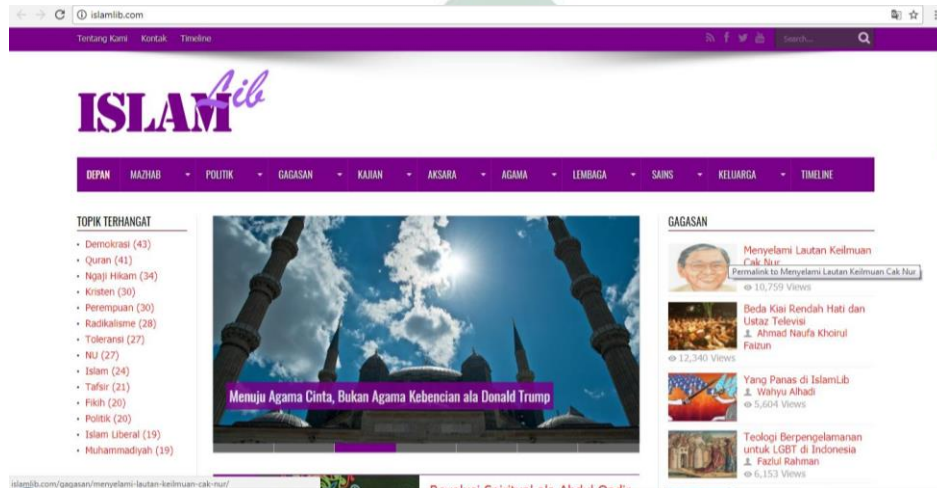 islamlib.com
Tentang Kami Kontak Timeline
Search...
ISLAM Lib
DEPAN MAZHAB POLITIK GAGASAN KAJIAN AKSARA AGAMA LEMBAGA SAINS KELUARGA TIMELINE
TOPIK TERHANGAT
Demokrasi (43)
Quran (41)
Ngaji Hikam (34)
Kristen (30)
Perempuan (30)
Radikalisme (28)
Toleransi (27)
NU (27)
Islam (24)
Tafsir (21)
Fikih (20)
Politik (20)
Islam Liberal (19)
Muhammadiyah (19)
Menuju Agama Cinta, Bukan Agama Kebencian ala Donald Trump
GAGASAN
Menyelami Lautan Keilmuan
Cak Nur
Permalink to Menyelami Lautan Keilmuan Cak Nur
10,759 Views
Beda Kiai Rendah Hati dan
Ustaz Televisi
Ahmad Naufa Khoirul
Faizun
12,340 Views
Yang Panas di IslamLib
Wahyu Alhadi
5,604 Views
Teologi Berpengelamanan
untuk LGBT di Indonesia
Fazlul Rahman
6,153 Views
islamlib.com/gagasan/menyelami-lautan-keilmuan-cak-nur/